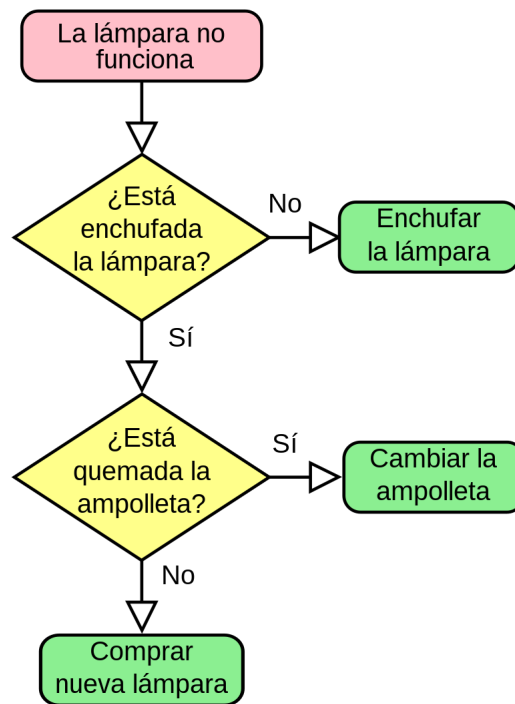 La lámpara no
funciona
¿Está
enchufada
la lámpara?
No
Enchufar
la lámpara
Sí
¿Está
quemada la
ampolleta?
Sí
Cambiar la
ampolleta
No
Comprar
nueva lámpara